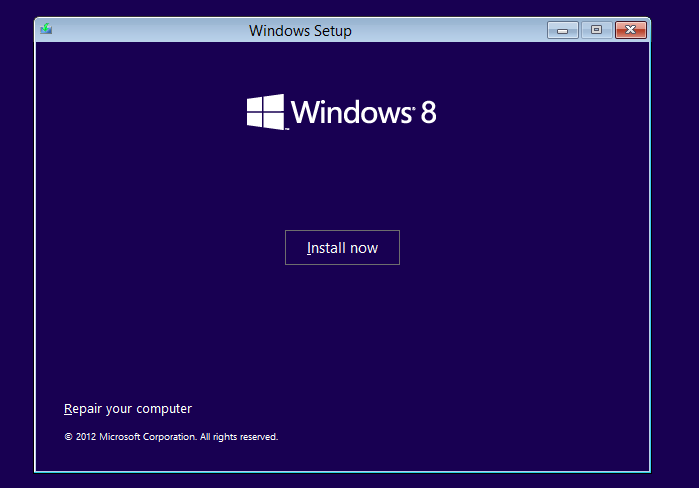 Windows Setup
Windows® 8
Install now
Repair your computer
© 2012 Microsoft Corporation. All rights reserved.